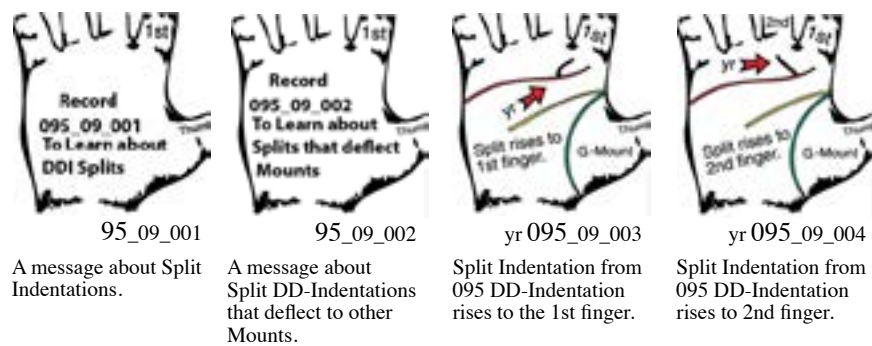 1st
Record
095_09_001
To Learn about
DDI Splits
Thumb
95_09_001
A message about Split
Indentations.
1st
Record
095_09_002
To Learn about
Splits that deflect
Mounts
Thumb
95_09_002
A message about
Split DD-Indentations
that deflect to other
Mounts.
1st
yr
Split rises to
1st finger.
G-Mount
Thumb
yr 095_09_003
Split Indentation from
095 DD-Indentation
rises to the 1st finger.
2nd
1st
yr
Split rises to
2nd finger.
G-Mount
Thumb
yr 095_09_004
Split Indentation from
095 DD-Indentation
rises to 2nd finger.